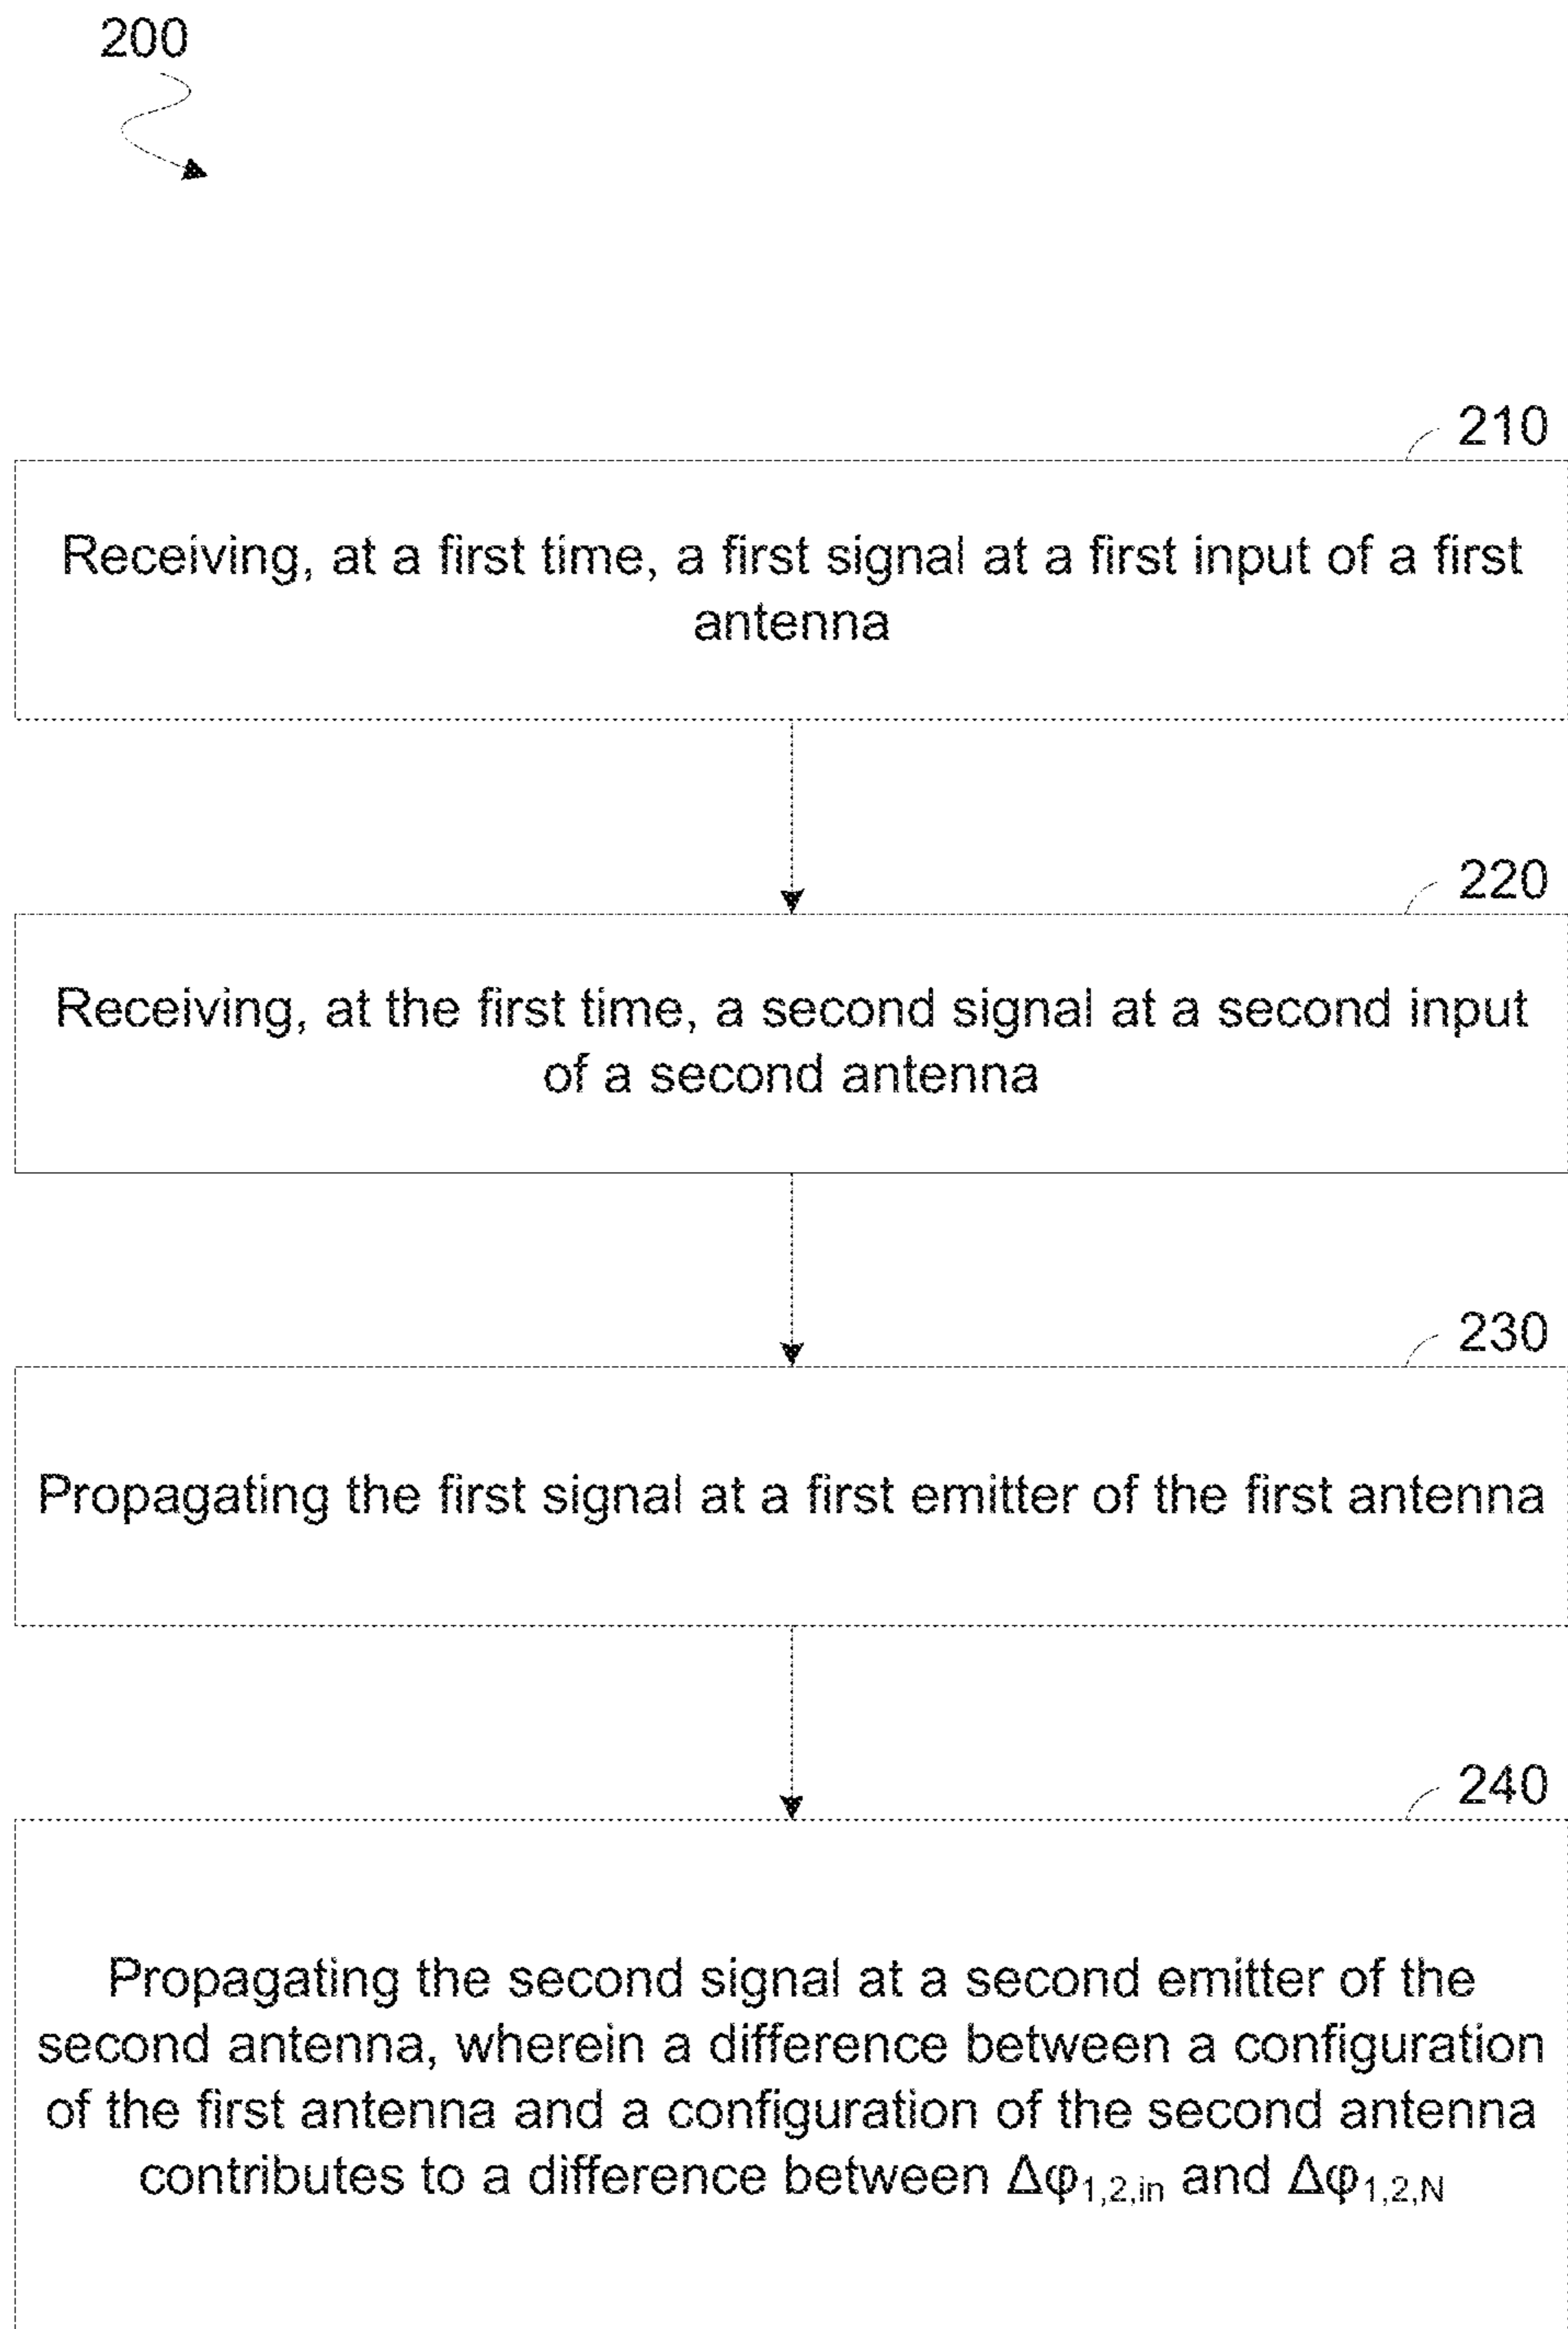 200
210
Receiving, at a first time, a first signal at a first input of a first
antenna
220
Receiving, at the first time, a second signal at a second input
of a second antenna
230
Propagating the first signal at a first emitter of the first antenna
240
Propagating the second signal at a second emitter of the
second antenna, wherein a difference between a configuration
of the first antenna and a configuration of the second antenna
contributes to a difference between Δφ1,2,in and Δφ1,2,N